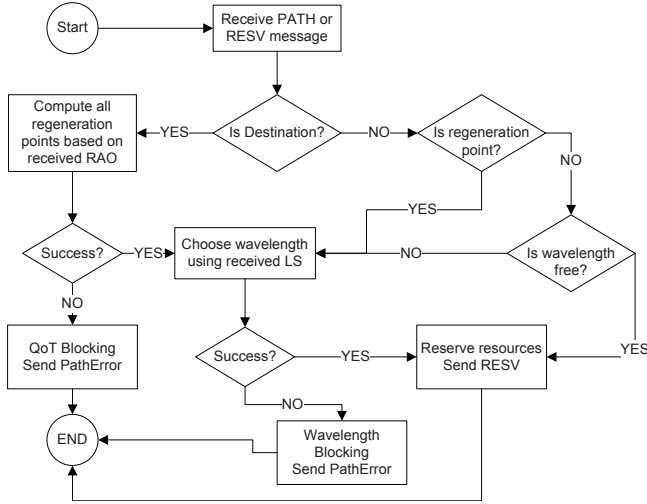 Start
Receive PATH or
RESV message
Compute all
regeneration
points based on
received RAO
YES
Is Destination?
NO
Is regeneration
point?
NO
YES
Success?
YES
Choose wavelength
using received LS
NO
Is wavelength
free?
NO
QoT Blocking
Send PathError
Success?
YES
Reserve resources
Send RESV
YES
NO
END
Wavelength
Blocking
Send PathError